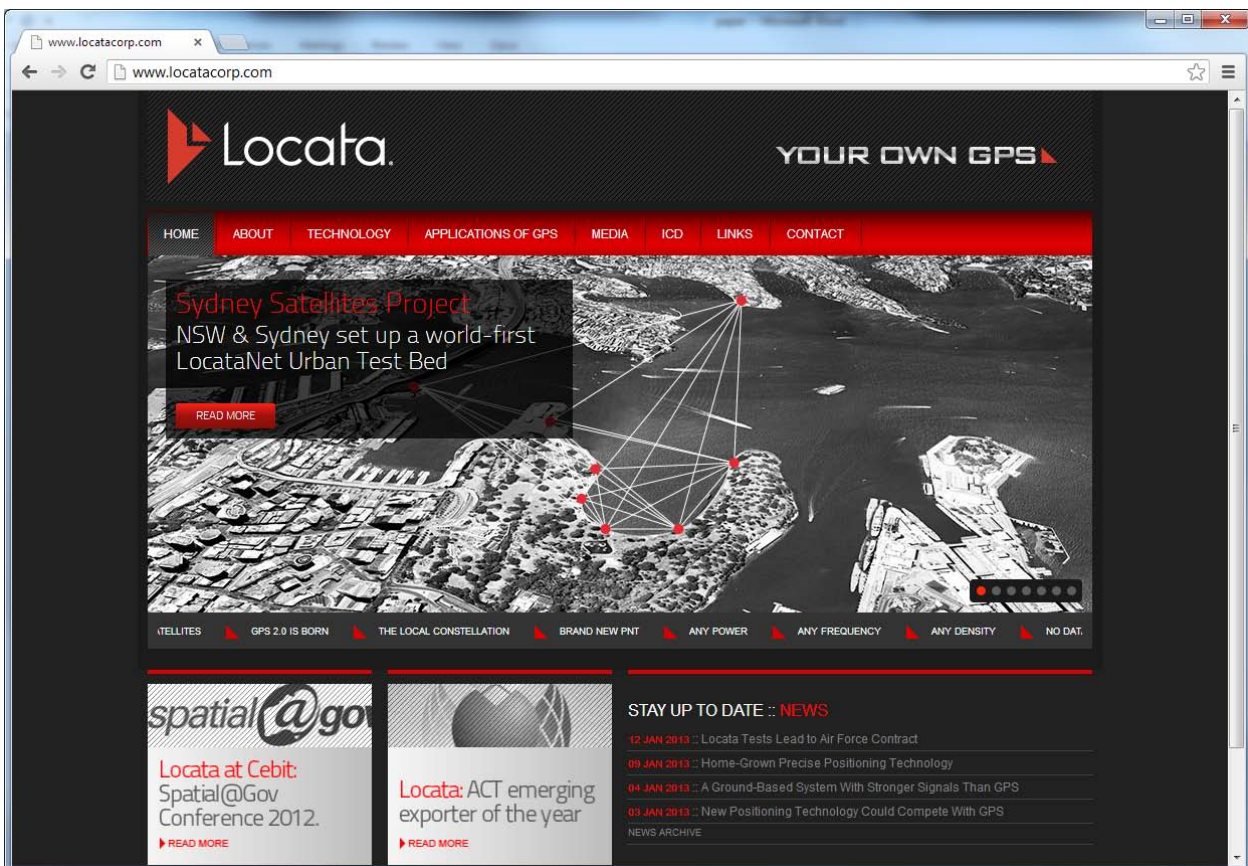 www.locatacorp.com
www.locatacorp.com
Locata.
YOUR OWN GPS
HOME ABOUT TECHNOLOGY APPLICATIONS OF GPS MEDIA ICD LINKS CONTACT
Sydney Satellites Project
NSW & Sydney set up a world-first
LocataNet Urban Test Bed
READ MORE
TELLITES GPS 2.0 IS BORN THE LOCAL CONSTELLATION BRAND NEW PNT ANY POWER ANY FREQUENCY ANY DENSITY NO DAT
spatial@gov
Locata at Cebit:
Spatial@Gov
Conference 2012.
READ MORE
Locata: ACT emerging
exporter of the year
READ MORE
STAY UP TO DATE :: NEWS
12 JAN 2013 :: Locata Tests Lead to Air Force Contract
09 JAN 2013 :: Home-Grown Precise Positioning Technology
04 JAN 2013 :: A Ground-Based System With Stronger Signals Than GPS
03 JAN 2013 :: New Positioning Technology Could Compete With GPS
NEWS ARCHIVE